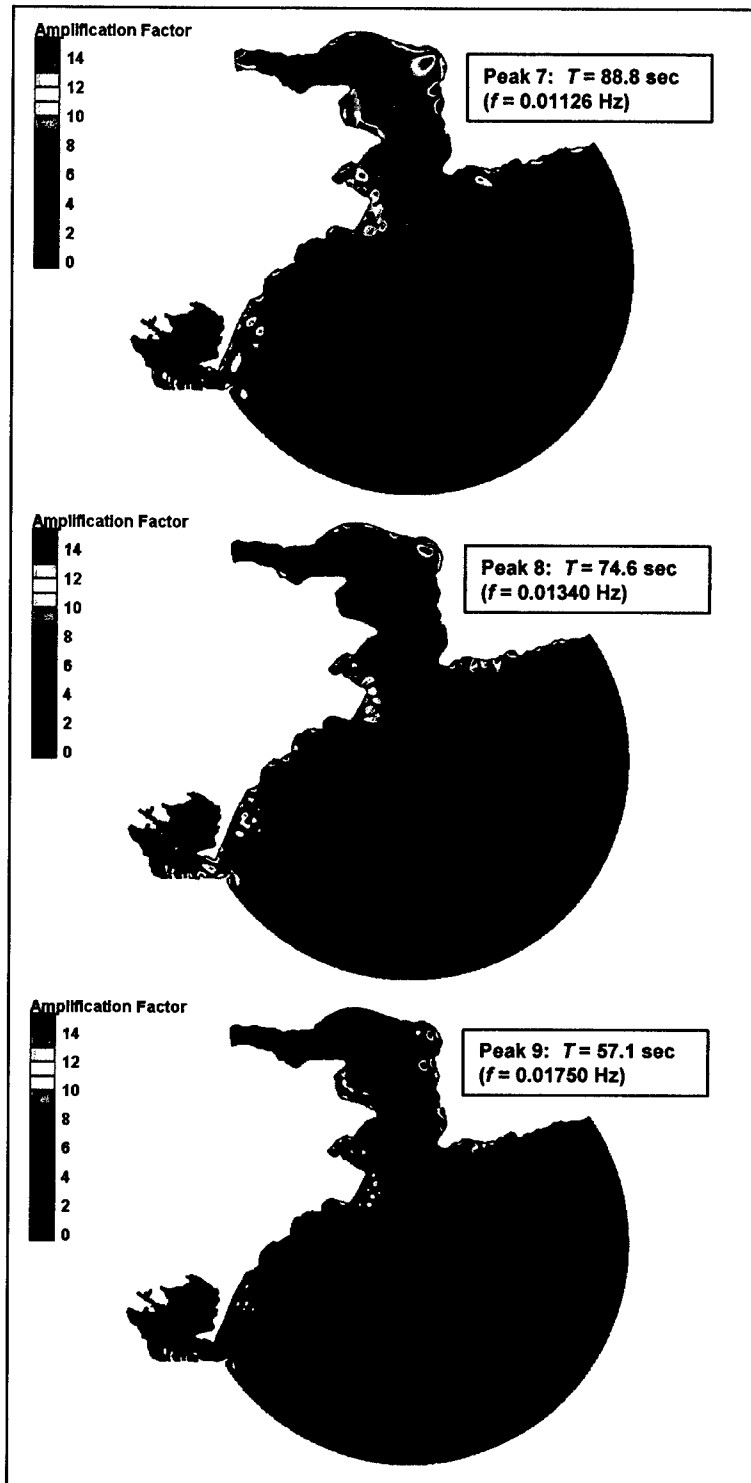 Amplification Factor
14
12
10
8
6
4
2
0
Peak 7: T = 88.8 sec
(f = 0.01126 Hz)
Amplification Factor
14
12
10
8
6
4
2
0
Peak 8: T = 74.6 sec
(f = 0.01340 Hz)
Amplification Factor
14
12
10
8
6
4
2
0
Peak 9: T = 57.1 sec
(f = 0.01750 Hz)